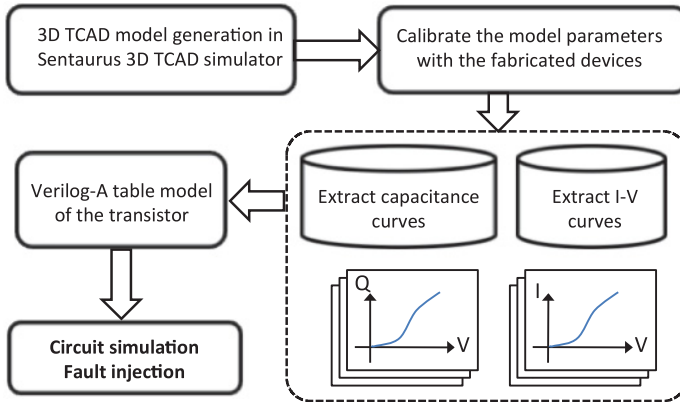 3D TCAD model generation in
Sentaurus 3D TCAD simulator
Calibrate the model parameters
with the fabricated devices
Extract capacitance
curves
Extract I-V
curves
Verilog-A table model
of the transistor
Q
V
I
V
Circuit simulation
Fault injection